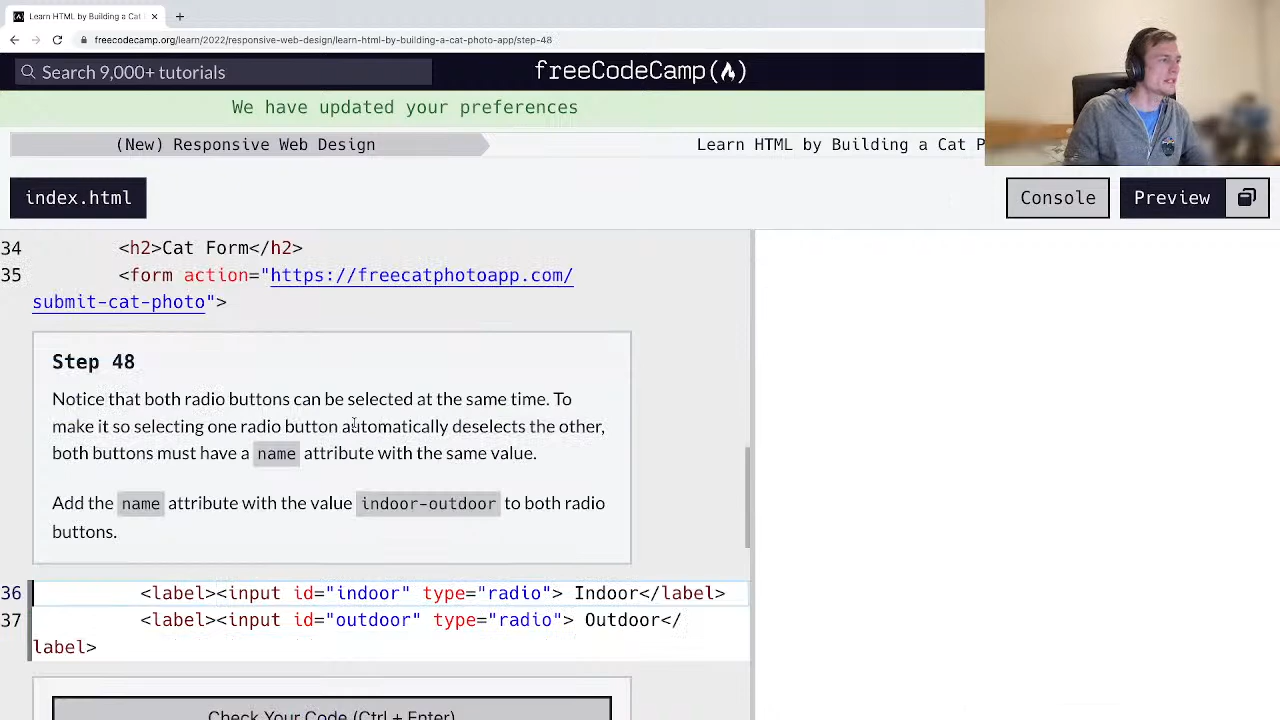 Learn HTML by Building a Cat
freecodecamp.org/learn/2022/responsive-web-design/learn-html-by-building-a-cat-photo-app/step-48
Search 9,000+ tutorials
freeCodeCamp
We have updated your preferences
(New) Responsive Web Design
Learn HTML by Building a Cat P
index.html
Console
Preview
34 <h2>Cat Form</h2>
35 <form action="https://freecatphotoapp.com/
submit-cat-photo">
Step 48
Notice that both radio buttons can be selected at the same time. To
make it so selecting one radio button automatically deselects the other,
both buttons must have a name attribute with the same value.
Add the name attribute with the value indoor-outdoor to both radio
buttons.
36 <label><input id="indoor" type="radio"> Indoor</label>
37 <label><input id="outdoor" type="radio"> Outdoor</
label>
Check Your Code (Ctrl + Enter)